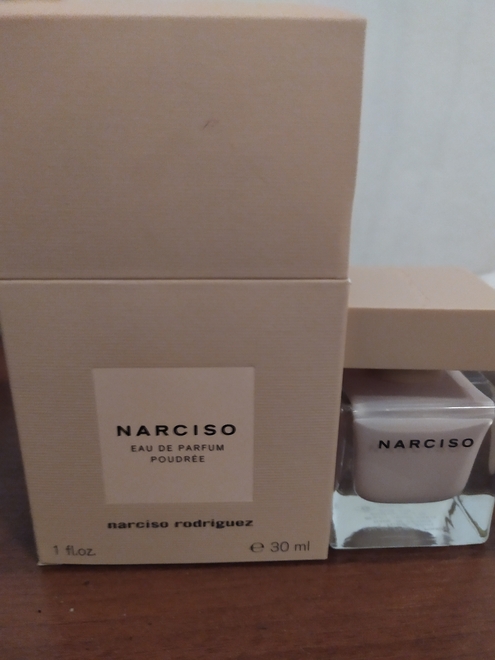 NARCISO
EAU DE PARFUM
POUDRÉE
narciso rodriguez
1 fl.oz. ℮ 30 ml
NARCISO